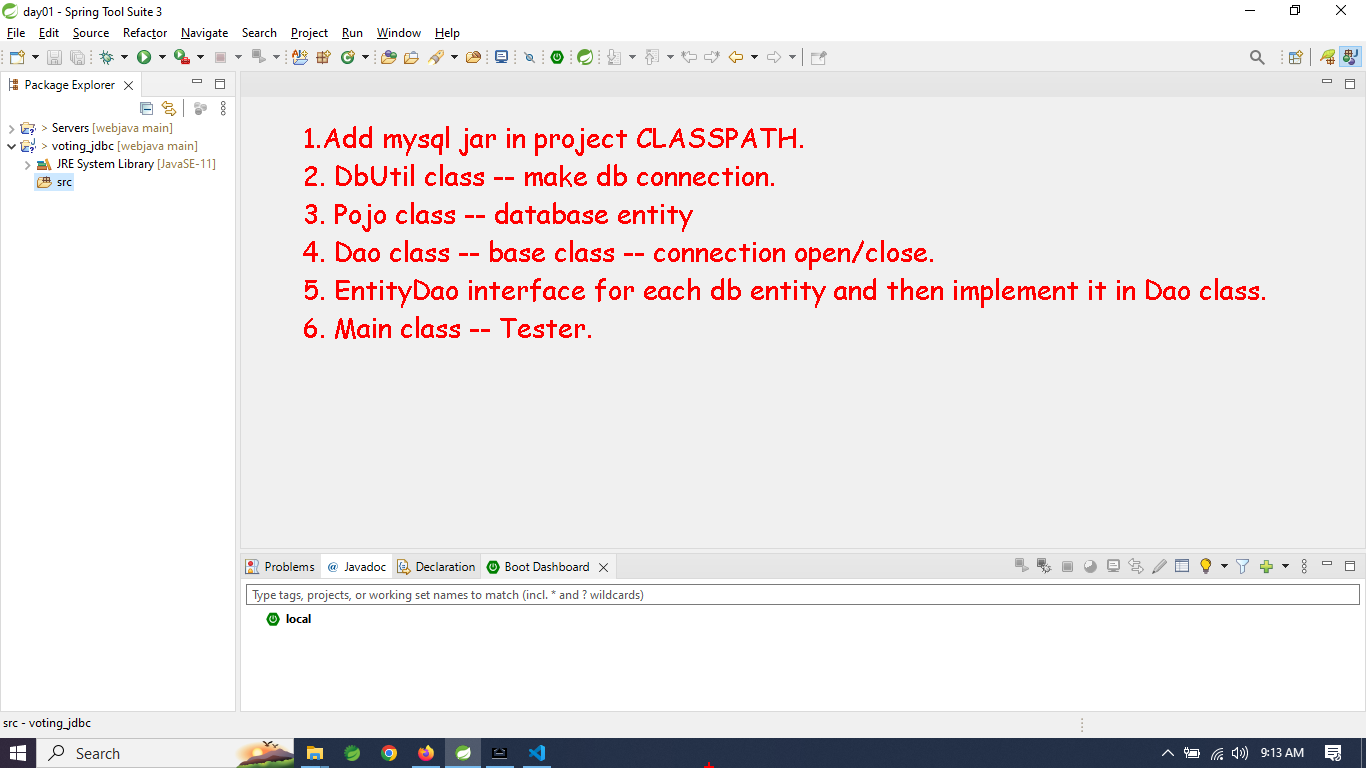 day01 - Spring Tool Suite 3
File Edit Source Refactor Navigate Search Project Run Window Help
Package Explorer
> Servers [webjava main]
> voting_jdbc [webjava main]
JRE System Library [JavaSE-11]
src
1.Add mysql jar in project CLASSPATH.
2. DbUtil class -- make db connection.
3. Pojo class -- database entity
4. Dao class -- base class -- connection open/close.
5. EntityDao interface for each db entity and then implement it in Dao class.
6. Main class -- Tester.
Problems @ Javadoc Declaration Boot Dashboard
Type tags, projects, or working set names to match (incl. * and ? wildcards)
local
src - voting_jdbc
Search
9:13 AM